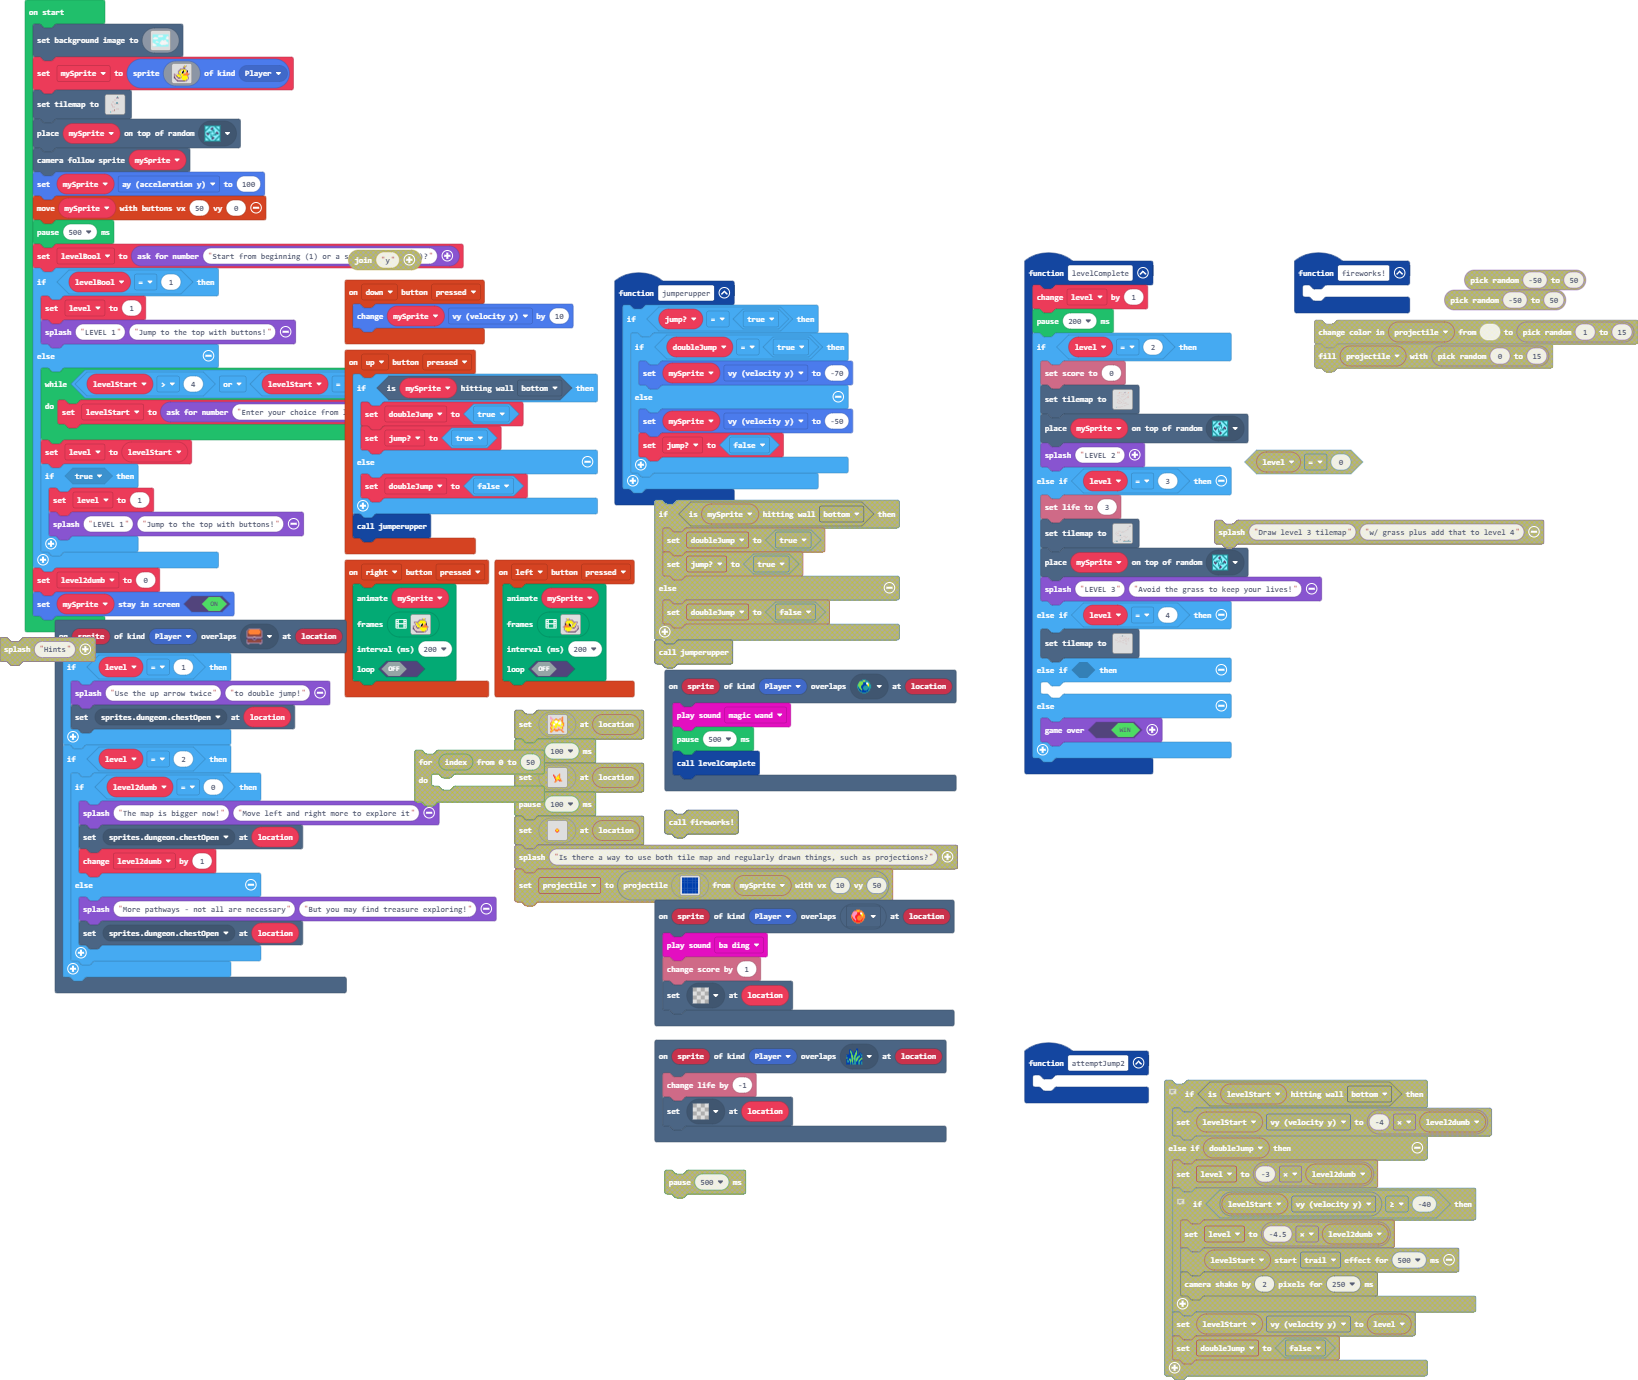 on start
set background image to
set mySprite to sprite of kind Player
set tilemap to
place mySprite on top of random
camera follow sprite mySprite
set mySprite ay (acceleration y) to 100
move mySprite with buttons vx 50 vy 0
pause 500 ms
set levelBool to ask for number "Start from beginning (1) or a s ?"
join "y"
if levelBool = 1 then
set level to 1
splash "LEVEL 1" "Jump to the top with buttons!"
else
while levelStart > 4 or levelStart =
do set levelStart to ask for number "Enter your choice from
set level to levelStart
if true then
set level to 1
splash "LEVEL 1" "Jump to the top with buttons!"
set level2dumb to 0
set mySprite stay in screen ON
on sprite of kind Player overlaps at location
splash "Hints"
if level = 1 then
splash "Use the up arrow twice" "to double jump!"
set sprites.dungeon.chestOpen at location
if level = 2 then
if level2dumb = 0 then
splash "The map is bigger now!" "Move left and right more to explore it"
set sprites.dungeon.chestOpen at location
change level2dumb by 1
else
splash "More pathways - not all are necessary" "But you may find treasure exploring!"
set sprites.dungeon.chestOpen at location
on down button pressed
change mySprite vy (velocity y) by 10
on up button pressed
if is mySprite hitting wall bottom then
set doubleJump to true
set jump? to true
else
set doubleJump to false
call jumperupper
on right button pressed
animate mySprite
frames
interval (ms) 200
loop OFF
on left button pressed
animate mySprite
frames
interval (ms) 200
loop OFF
for index from 0 to 50
do
set at location
100 ms
set at location
pause 100 ms
set at location
splash "Is there a way to use both tile map and regularly drawn things, such as projections?"
set projectile to projectile from mySprite with vx 10 vy 50
function jumperupper
if jump? = true then
if doubleJump = true then
set mySprite vy (velocity y) to -70
else
set mySprite vy (velocity y) to -50
set jump? to false
if is mySprite hitting wall bottom then
set doubleJump to true
set jump? to true
else
set doubleJump to false
call jumperupper
on sprite of kind Player overlaps at location
play sound magic wand
pause 500 ms
call levelComplete
call fireworks!
on sprite of kind Player overlaps at location
play sound ba ding
change score by 1
set at location
on sprite of kind Player overlaps at location
change life by -1
set at location
pause 500 ms
function levelComplete
change level by 1
pause 200 ms
if level = 2 then
set score to 0
set tilemap to
place mySprite on top of random
splash "LEVEL 2"
else if level = 3 then
set life to 3
set tilemap to
place mySprite on top of random
splash "LEVEL 3" "Avoid the grass to keep your lives!"
else if level = 4 then
set tilemap to
else if then
else
game over WIN
function fireworks!
pick random -50 to 50
pick random -50 to 50
change color in projectile from to pick random 1 to 15
fill projectile with pick random 0 to 15
level = 0
splash "Draw level 3 tilemap" "w/ grass plus add that to level 4"
function attemptJump2
if is levelStart hitting wall bottom then
set levelStart vy (velocity y) to -4 × level2dumb
else if doubleJump then
set level to -3 × level2dumb
if levelStart vy (velocity y) ≥ -40 then
set level to -4.5 × level2dumb
levelStart start trail effect for 500 ms
camera shake by 2 pixels for 250 ms
set levelStart vy (velocity y) to level
set doubleJump to false